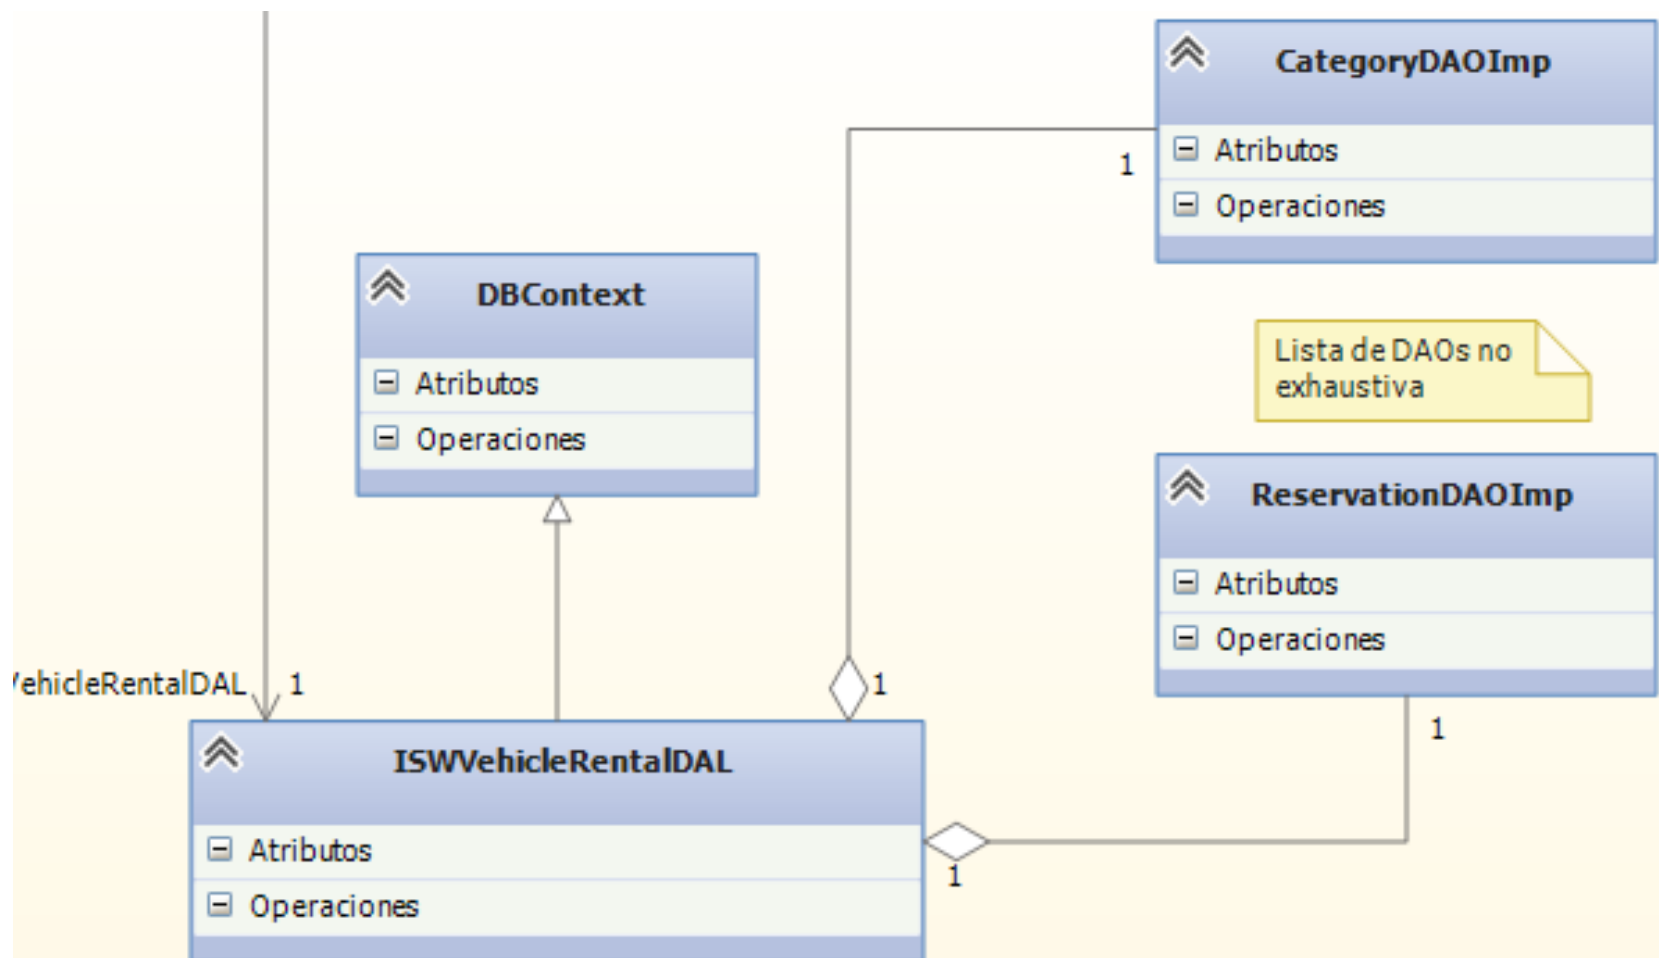 CategoryDAOImp
Atributos
Operaciones
1
DBContext
Atributos
Operaciones
Lista de DAOs no
exhaustiva
ReservationDAOImp
Atributos
Operaciones
1
ehicleRentalDAL
1
1
ISWVehicleRentalDAL
Atributos
Operaciones
1